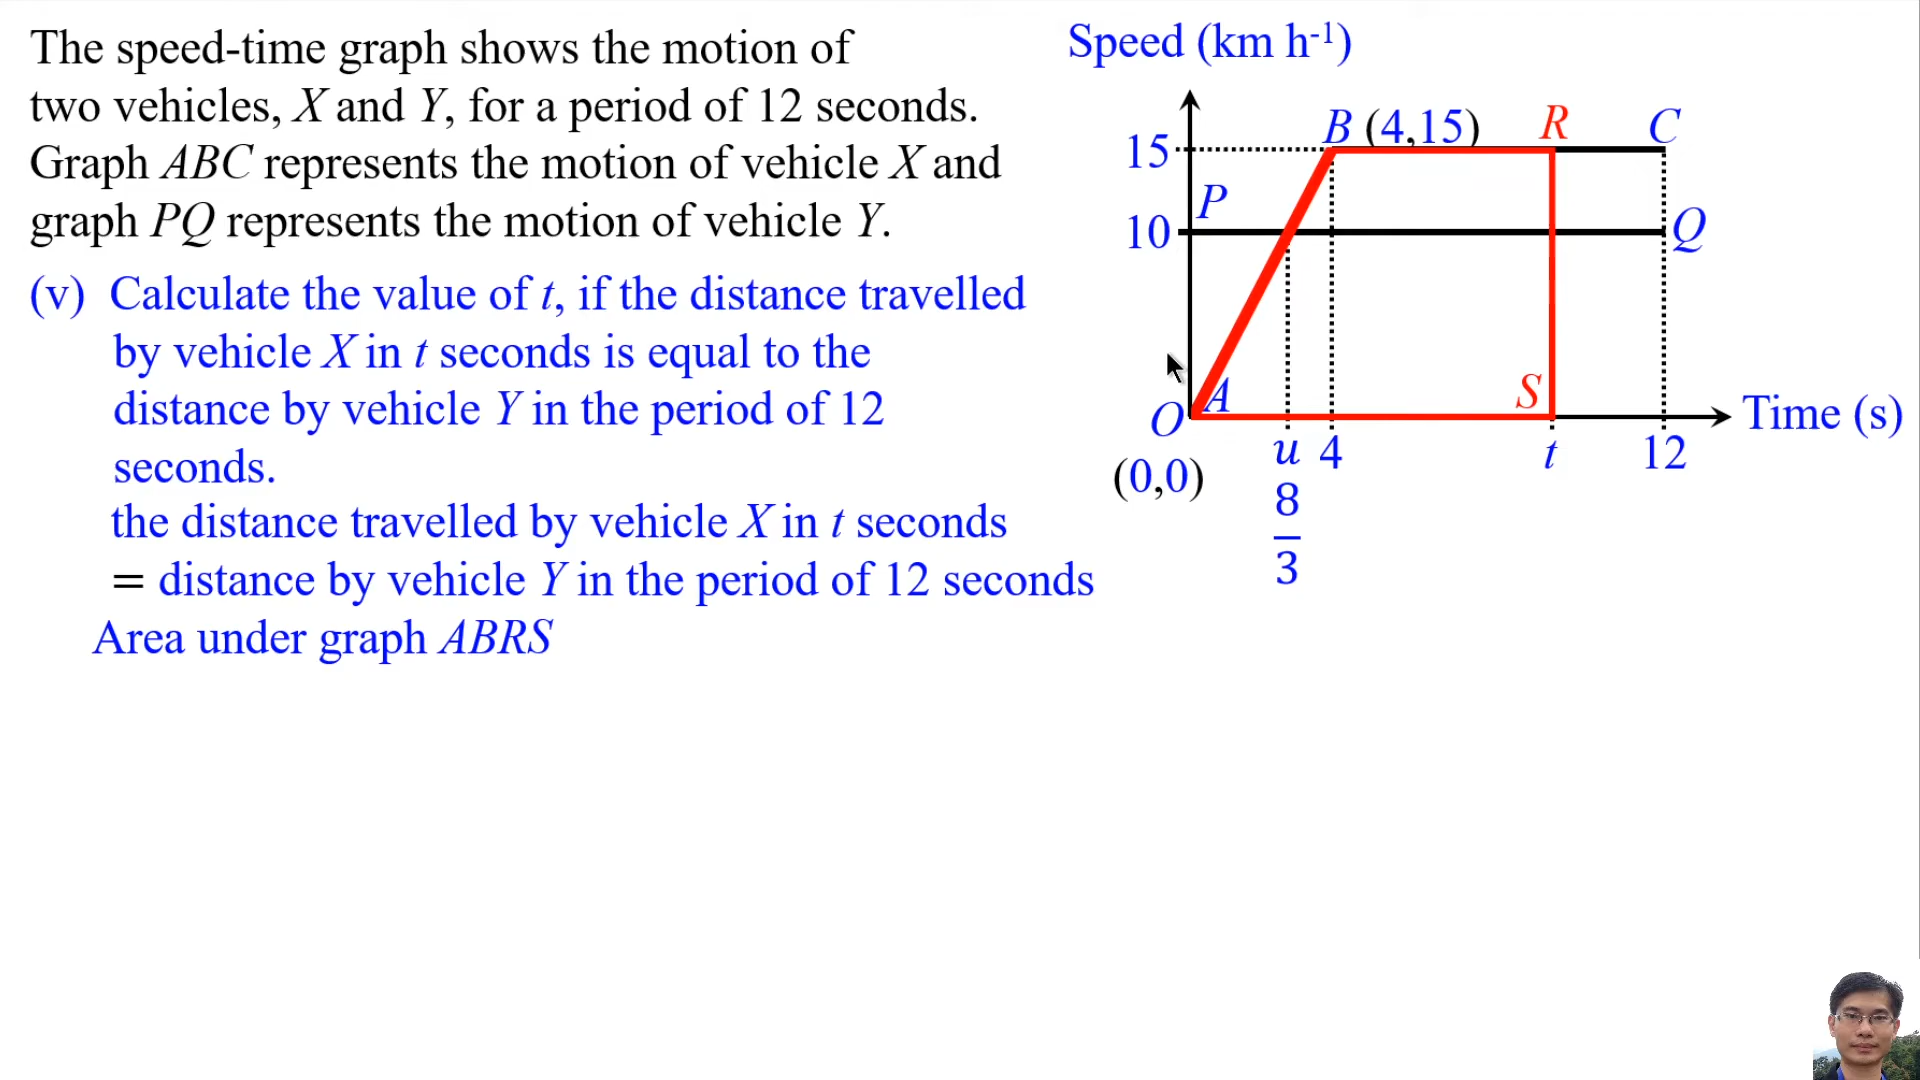 The speed-time graph shows the motion of
two vehicles, X and Y, for a period of 12 seconds.
Graph ABC represents the motion of vehicle X and
graph PQ represents the motion of vehicle Y.
(v) Calculate the value of t, if the distance travelled
by vehicle X in t seconds is equal to the
distance by vehicle Y in the period of 12
seconds.
the distance travelled by vehicle X in t seconds
= distance by vehicle Y in the period of 12 seconds
Area under graph ABRS
Speed (km h⁻¹)
B (4,15) R C
15
P
10 Q
A S
O Time (s)
u 4 t 12
(0,0)
8
3